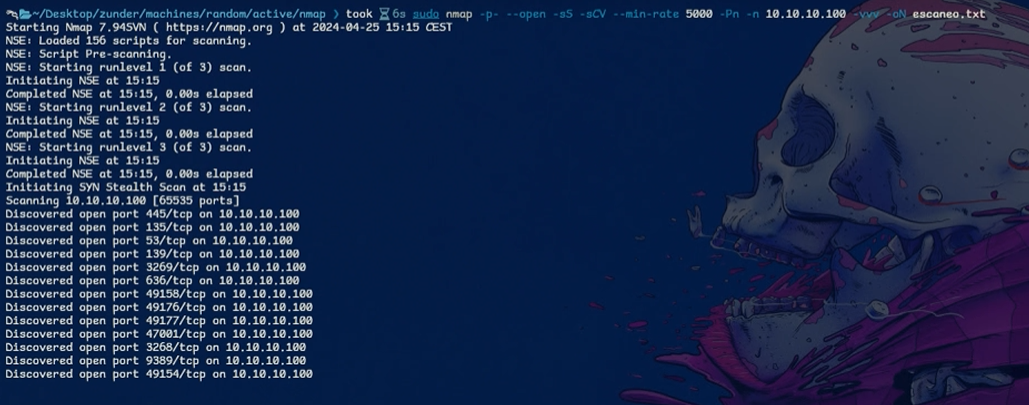 ~/Desktop/zunder/machines/random/active/nmap ❯ took ⌛6s sudo nmap -p- --open -sS -sCV --min-rate 5000 -Pn -n 10.10.10.100 -vvv -oN escaneo.txt
Starting Nmap 7.94SVN ( https://nmap.org ) at 2024-04-25 15:15 CEST
NSE: Loaded 156 scripts for scanning.
NSE: Script Pre-scanning.
NSE: Starting runlevel 1 (of 3) scan.
Initiating NSE at 15:15
Completed NSE at 15:15, 0.00s elapsed
NSE: Starting runlevel 2 (of 3) scan.
Initiating NSE at 15:15
Completed NSE at 15:15, 0.00s elapsed
NSE: Starting runlevel 3 (of 3) scan.
Initiating NSE at 15:15
Completed NSE at 15:15, 0.00s elapsed
Initiating SYN Stealth Scan at 15:15
Scanning 10.10.10.100 [65535 ports]
Discovered open port 445/tcp on 10.10.10.100
Discovered open port 135/tcp on 10.10.10.100
Discovered open port 53/tcp on 10.10.10.100
Discovered open port 139/tcp on 10.10.10.100
Discovered open port 3269/tcp on 10.10.10.100
Discovered open port 636/tcp on 10.10.10.100
Discovered open port 49158/tcp on 10.10.10.100
Discovered open port 49176/tcp on 10.10.10.100
Discovered open port 49177/tcp on 10.10.10.100
Discovered open port 47001/tcp on 10.10.10.100
Discovered open port 3268/tcp on 10.10.10.100
Discovered open port 9389/tcp on 10.10.10.100
Discovered open port 49154/tcp on 10.10.10.100